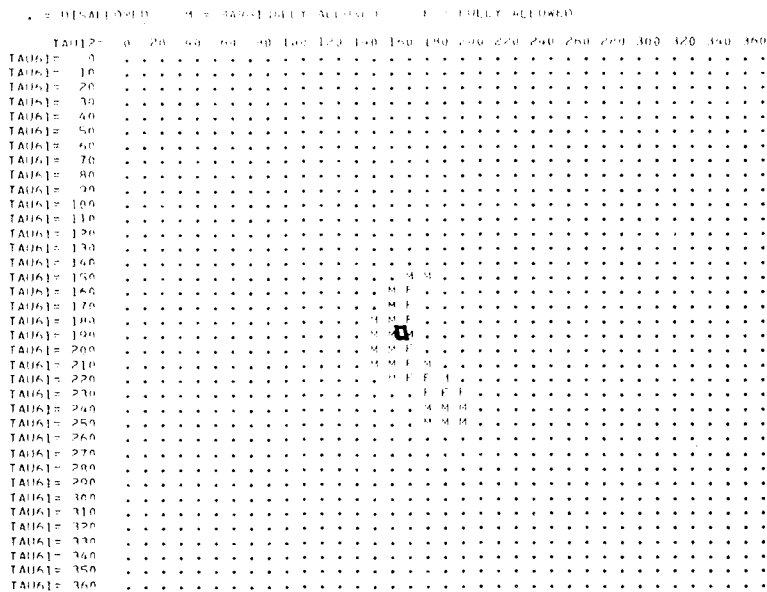 . = DISALLOWED M = MARGINALLY ALLOWED F = FULLY ALLOWED
TAU12= 0 20 40 60 80 100 120 140 160 180 200 220 240 260 280 300 320 340 360
TAU61= 0 . . . . . . . . . . . . . . . . . . . . . . . . . . . . . . . . . . . . .
TAU61= 10 . . . . . . . . . . . . . . . . . . . . . . . . . . . . . . . . . . . . .
TAU61= 20 . . . . . . . . . . . . . . . . . . . . . . . . . . . . . . . . . . . . .
TAU61= 30 . . . . . . . . . . . . . . . . . . . . . . . . . . . . . . . . . . . . .
TAU61= 40 . . . . . . . . . . . . . . . . . . . . . . . . . . . . . . . . . . . . .
TAU61= 50 . . . . . . . . . . . . . . . . . . . . . . . . . . . . . . . . . . . . .
TAU61= 60 . . . . . . . . . . . . . . . . . . . . . . . . . . . . . . . . . . . . .
TAU61= 70 . . . . . . . . . . . . . . . . . . . . . . . . . . . . . . . . . . . . .
TAU61= 80 . . . . . . . . . . . . . . . . . . . . . . . . . . . . . . . . . . . . .
TAU61= 90 . . . . . . . . . . . . . . . . . . . . . . . . . . . . . . . . . . . . .
TAU61= 100 . . . . . . . . . . . . . . . . . . . . . . . . . . . . . . . . . . . . .
TAU61= 110 . . . . . . . . . . . . . . . . . . . . . . . . . . . . . . . . . . . . .
TAU61= 120 . . . . . . . . . . . . . . . . . . . . . . . . . . . . . . . . . . . . .
TAU61= 130 . . . . . . . . . . . . . . . . . . . . . . . . . . . . . . . . . . . . .
TAU61= 140 . . . . . . . . . . . . . . . . . . . . . . . . . . . . . . . . . . . . .
TAU61= 150 . . . . . . . . . . . . . . . . M M . . . . . . . . . . . . . . . . . . .
TAU61= 160 . . . . . . . . . . . . . . . M F . . . . . . . . . . . . . . . . . . . .
TAU61= 170 . . . . . . . . . . . . . . . M F . . . . . . . . . . . . . . . . . . . .
TAU61= 180 . . . . . . . . . . . . . . M M F . . . . . . . . . . . . . . . . . . . .
TAU61= 190 . . . . . . . . . . . . . . M M M . . . . . . . . . . . . . . . . . . . .
TAU61= 200 . . . . . . . . . . . . . . M M F . . . . . . . . . . . . . . . . . . . .
TAU61= 210 . . . . . . . . . . . . . . M M F M . . . . . . . . . . . . . . . . . . .
TAU61= 220 . . . . . . . . . . . . . . . M F F . . . . . . . . . . . . . . . . . .
TAU61= 230 . . . . . . . . . . . . . . . . . F F F . . . . . . . . . . . . . . . . .
TAU61= 240 . . . . . . . . . . . . . . . . . M M M . . . . . . . . . . . . . . . . .
TAU61= 250 . . . . . . . . . . . . . . . . . M M M . . . . . . . . . . . . . . . . .
TAU61= 260 . . . . . . . . . . . . . . . . . . . . . . . . . . . . . . . . . . . . .
TAU61= 270 . . . . . . . . . . . . . . . . . . . . . . . . . . . . . . . . . . . . .
TAU61= 280 . . . . . . . . . . . . . . . . . . . . . . . . . . . . . . . . . . . . .
TAU61= 290 . . . . . . . . . . . . . . . . . . . . . . . . . . . . . . . . . . . . .
TAU61= 300 . . . . . . . . . . . . . . . . . . . . . . . . . . . . . . . . . . . . .
TAU61= 310 . . . . . . . . . . . . . . . . . . . . . . . . . . . . . . . . . . . . .
TAU61= 320 . . . . . . . . . . . . . . . . . . . . . . . . . . . . . . . . . . . . .
TAU61= 330 . . . . . . . . . . . . . . . . . . . . . . . . . . . . . . . . . . . . .
TAU61= 340 . . . . . . . . . . . . . . . . . . . . . . . . . . . . . . . . . . . . .
TAU61= 350 . . . . . . . . . . . . . . . . . . . . . . . . . . . . . . . . . . . . .
TAU61= 360 . . . . . . . . . . . . . . . . . . . . . . . . . . . . . . . . . . . . .